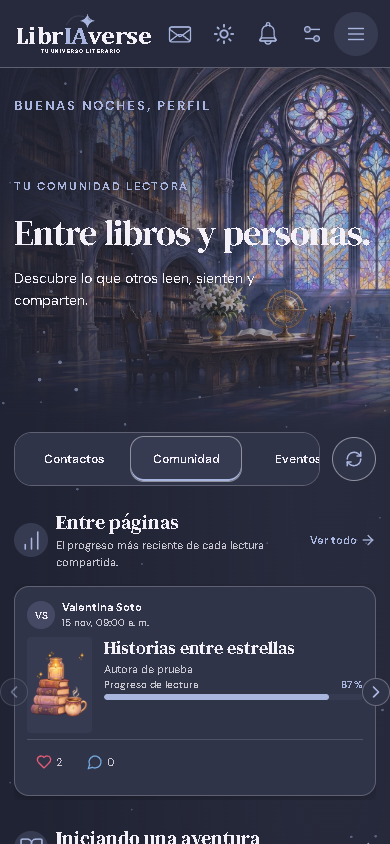 LibrIAverse
TU UNIVERSO LITERARIO
BUENAS NOCHES, PERFIL
TU COMUNIDAD LECTORA
Entre libros y personas.
Descubre lo que otros leen, sienten y
comparten.
Contactos
Comunidad
Eventos
Entre páginas
El progreso más reciente de cada lectura
compartida.
Ver todo
VS
Valentina Soto
15 nov, 09:00 a. m.
Historias entre estrellas
Autora de prueba
Progreso de lectura
87%
2
0
Iniciando una aventura